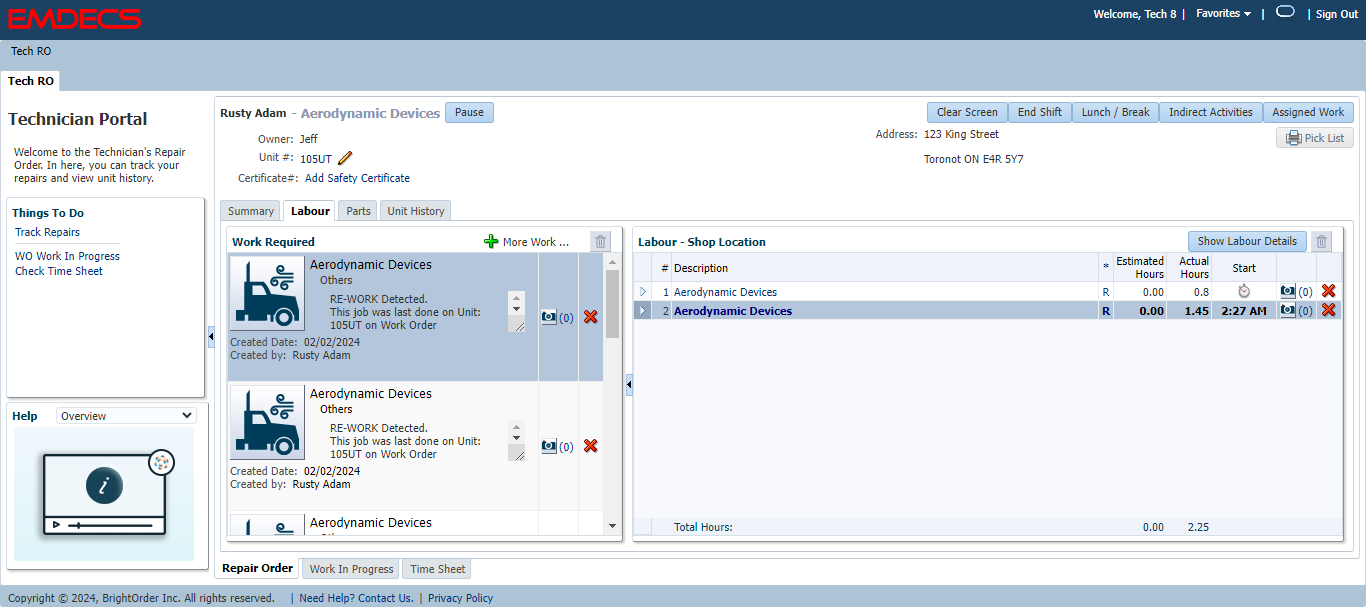 EMDECS
Welcome, Tech 8 | Favorites | | Sign Out
Tech RO
Tech RO
Technician Portal
Welcome to the Technician's Repair
Order. In here, you can track your
repairs and view unit history.
Things To Do
Track Repairs
WO Work In Progress
Check Time Sheet
Help Overview
i
Rusty Adam - Aerodynamic Devices Pause
Clear Screen End Shift Lunch / Break Indirect Activities Assigned Work
Owner: Jeff
Unit #: 105UT
Certificate#: Add Safety Certificate
Address: 123 King Street
Toronot ON E4R 5Y7
Pick List
Summary Labour Parts Unit History
Work Required More Work ...
Aerodynamic Devices
Others
RE-WORK Detected.
This job was last done on Unit:
105UT on Work Order
(0)
Created Date: 02/02/2024
Created by: Rusty Adam
Aerodynamic Devices
Others
RE-WORK Detected.
This job was last done on Unit:
105UT on Work Order
(0)
Created Date: 02/02/2024
Created by: Rusty Adam
Aerodynamic Devices
Labour - Shop Location Show Labour Details
# Description * Estimated Hours Actual Hours Start
1 Aerodynamic Devices R 0.00 0.8 (0)
2 Aerodynamic Devices R 0.00 1.45 2:27 AM (0)
Total Hours: 0.00 2.25
Repair Order Work In Progress Time Sheet
Copyright © 2024, BrightOrder Inc. All rights reserved. | Need Help? Contact Us. | Privacy Policy